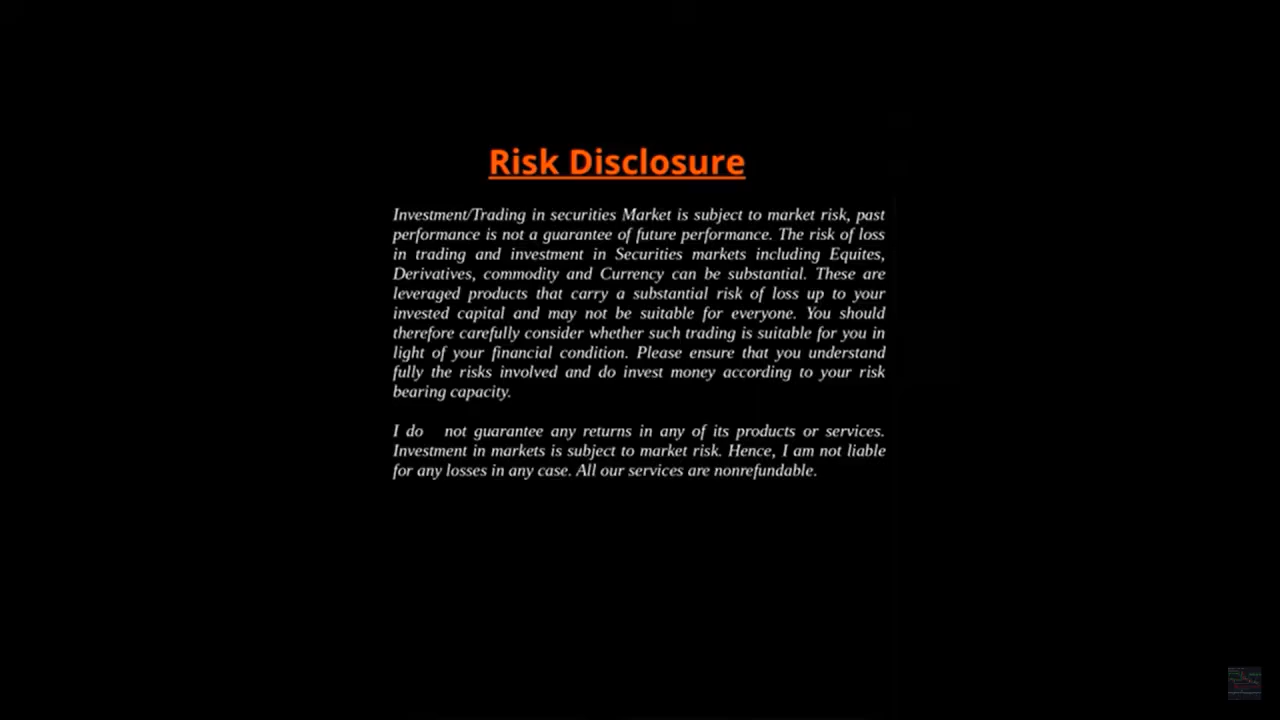 Risk Disclosure
Investment/Trading in securities Market is subject to market risk, past
performance is not a guarantee of future performance. The risk of loss
in trading and investment in Securities markets including Equites,
Derivatives, commodity and Currency can be substantial. These are
leveraged products that carry a substantial risk of loss up to your
invested capital and may not be suitable for everyone. You should
therefore carefully consider whether such trading is suitable for you in
light of your financial condition. Please ensure that you understand
fully the risks involved and do invest money according to your risk
bearing capacity.
I do not guarantee any returns in any of its products or services.
Investment in markets is subject to market risk. Hence, I am not liable
for any losses in any case. All our services are nonrefundable.